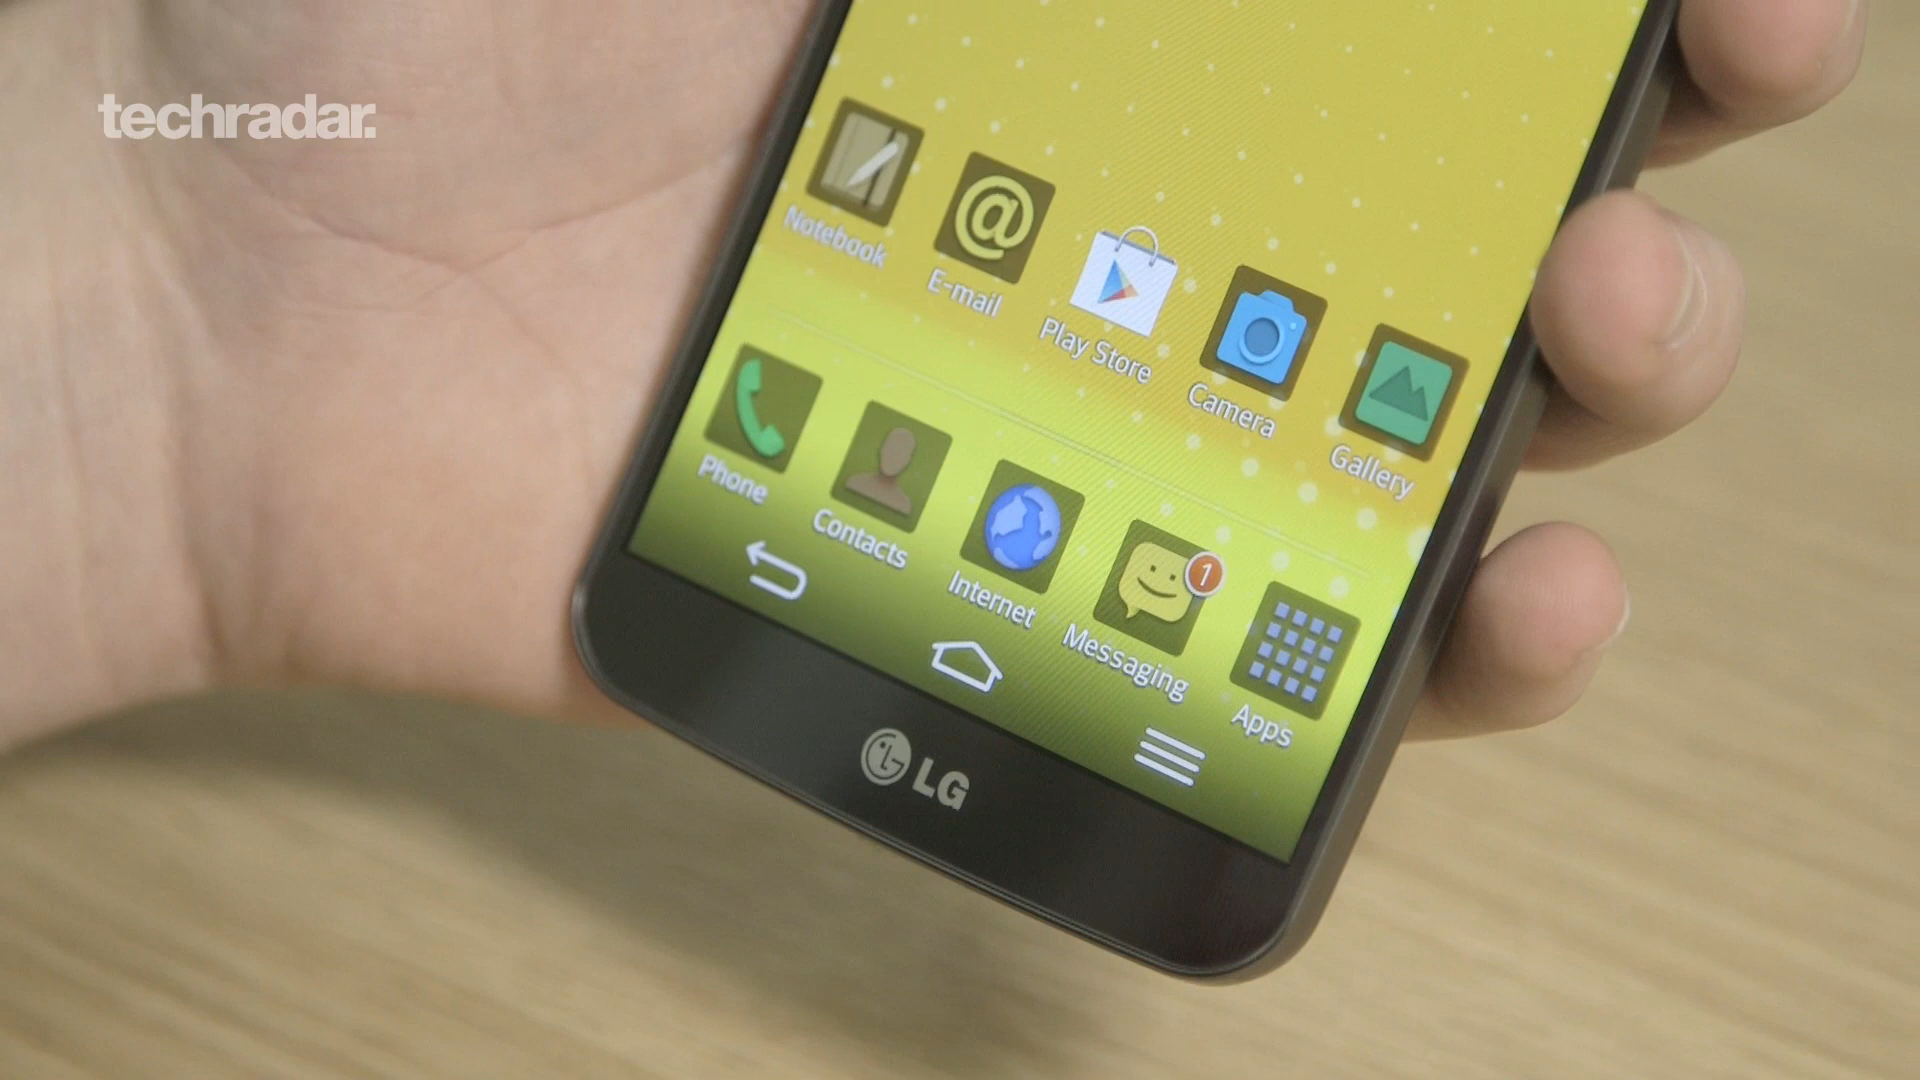 techradar.
Notebook
E-mail
Play Store
Camera
Gallery
Phone
Contacts
Internet
1
Messaging
Apps
LG